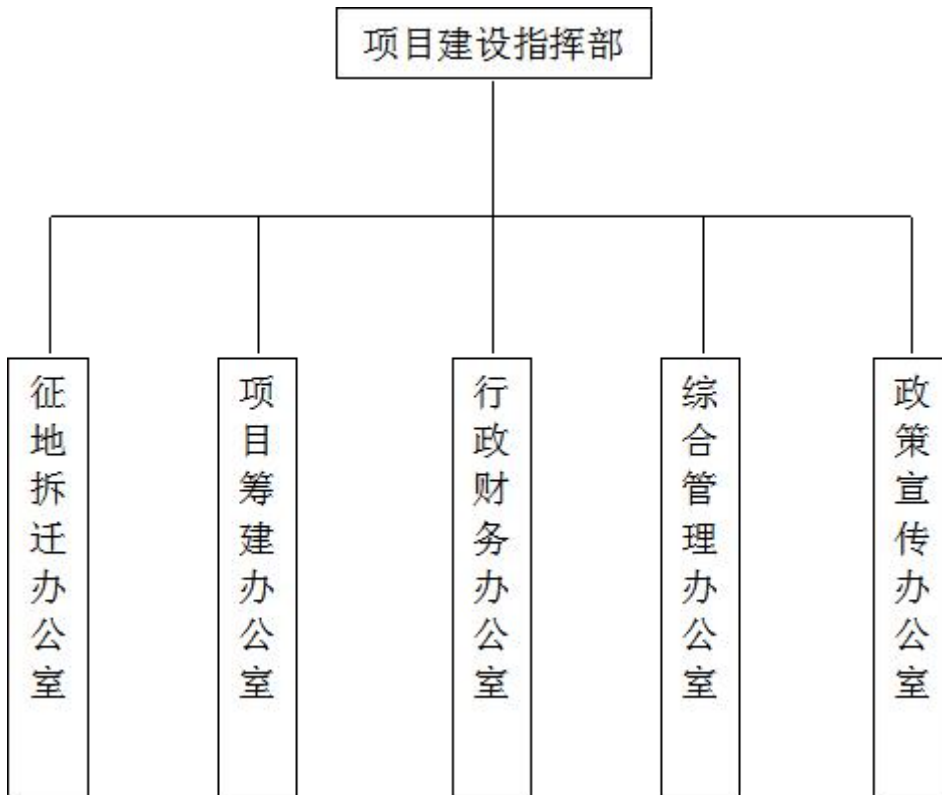 项目建设指挥部
征地拆迁办公室
项目筹建办公室
行政财务办公室
综合管理办公室
政策宣传办公室